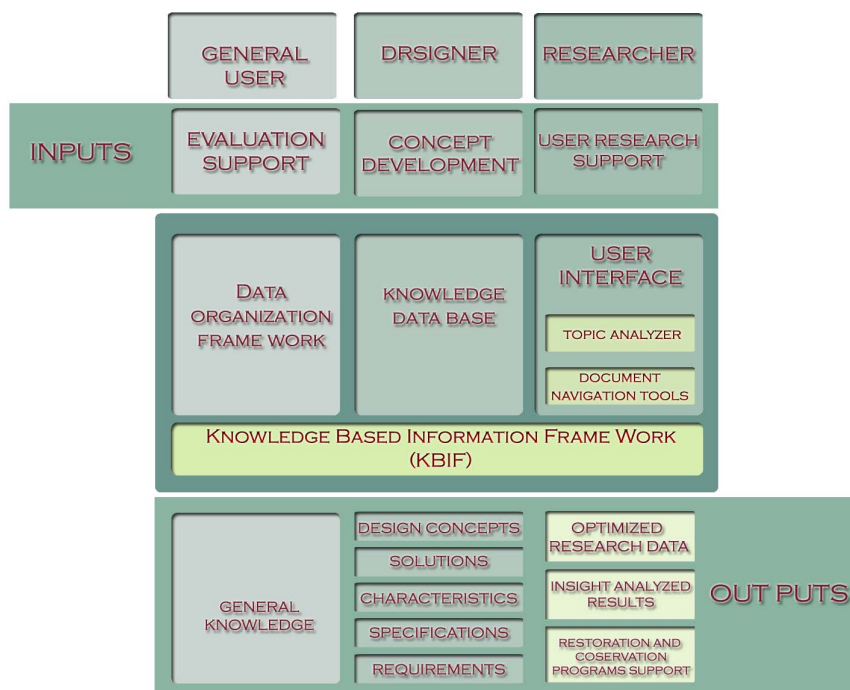 GENERAL
USER
DRSIGNER
RESEARCHER
INPUTS
EVALUATION
SUPPORT
CONCEPT
DEVELOPMENT
USER RESEARCH
SUPPORT
DATA
ORGANIZATION
FRAME WORK
KNOWLEDGE
DATA BASE
USER
INTERFACE
TOPIC ANALYZER
DOCUMENT
NAVIGATION TOOLS
KNOWLEDGE BASED INFORMATION FRAME WORK
(KBIF)
GENERAL
KNOWLEDGE
DESIGN CONCEPTS
SOLUTIONS
CHARACTERISTICS
SPECIFICATIONS
REQUIREMENTS
OPTIMIZED
RESEARCH DATA
INSIGHT ANALYZED
RESULTS
RESTORATION AND
COSERVATION
PROGRAMS SUPPORT
OUT PUTS